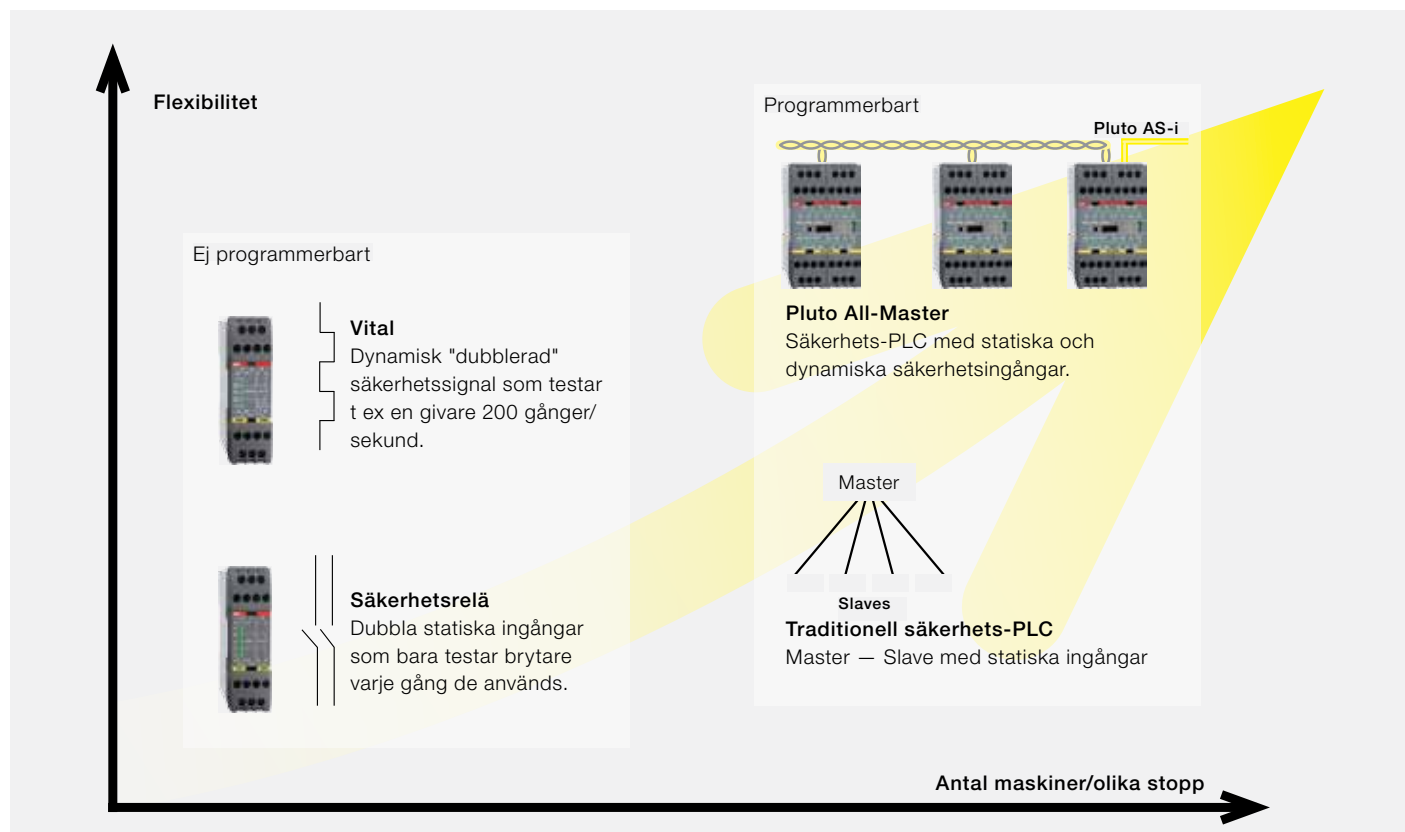 Flexibilitet
Programmerbart
Pluto AS-i
Ej programmerbart
Vital
Dynamisk "dubblerad"
säkerhetssignal som testar
t ex en givare 200 gånger/
sekund.
Pluto All-Master
Säkerhets-PLC med statiska och
dynamiska säkerhetsingångar.
Master
Slaves
Säkerhetsrelä
Dubbla statiska ingångar
som bara testar brytare
varje gång de används.
Traditionell säkerhets-PLC
Master — Slave med statiska ingångar
Antal maskiner/olika stopp